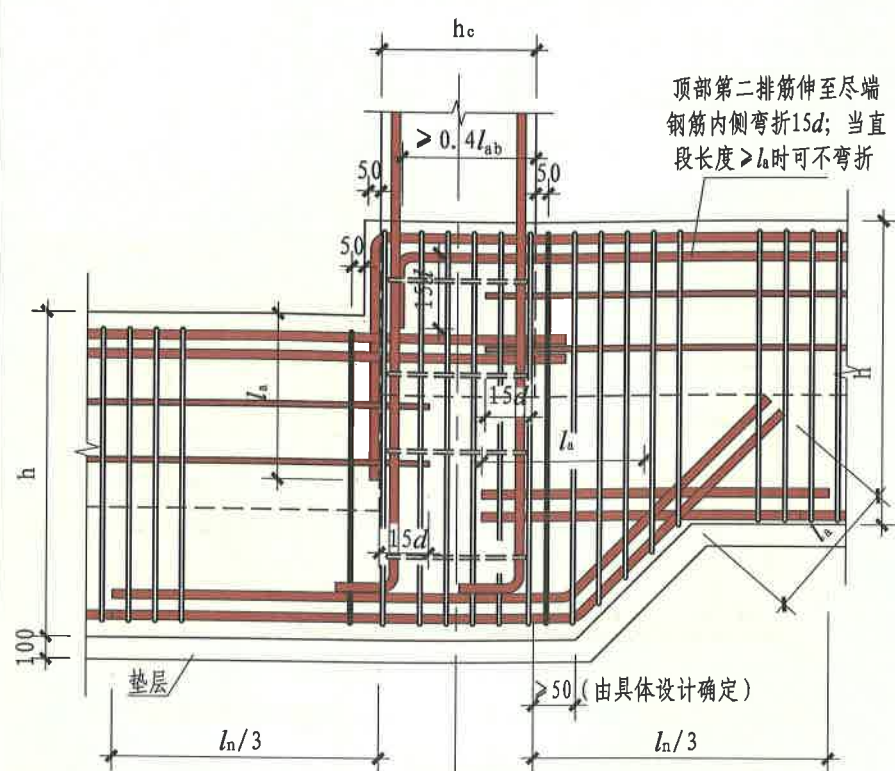 hc
顶部第二排筋伸至尽端
钢筋内侧弯折15d; 当直
段长度≥la时可不弯折
≥0.4lab
50
50
50
15d
la
h
h
15d
la
15d
la
100
垫层
≥50 (由具体设计确定)
ln/3
ln/3